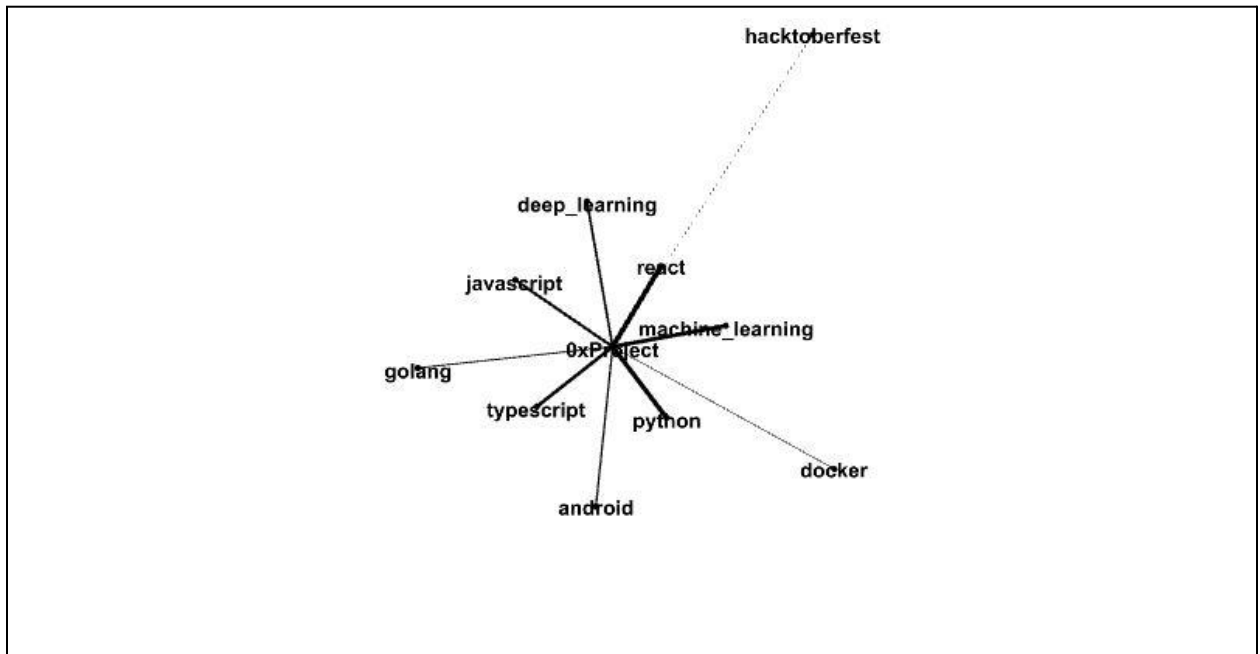 hacktoberfest
deep_learning
react
javascript
machine_learning
0xProject
golang
typescript
python
docker
android